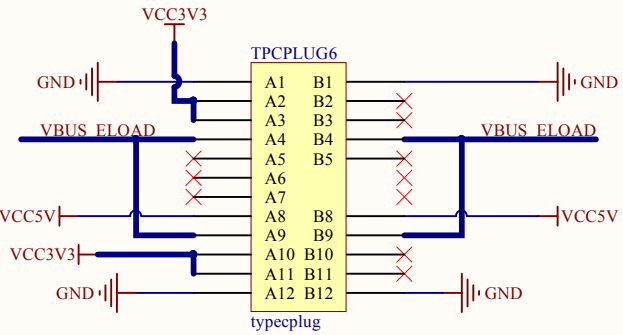 VCC3V3
TPCPLUG6
GND A1 B1 GND
A2 B2
A3 B3
VBUS_ELOAD A4 B4 VBUS_ELOAD
A5 B5
A6
A7
VCC5V A8 B8 VCC5V
A9 B9
VCC3V3 A10 B10
A11 B11
GND A12 B12 GND
typecplug